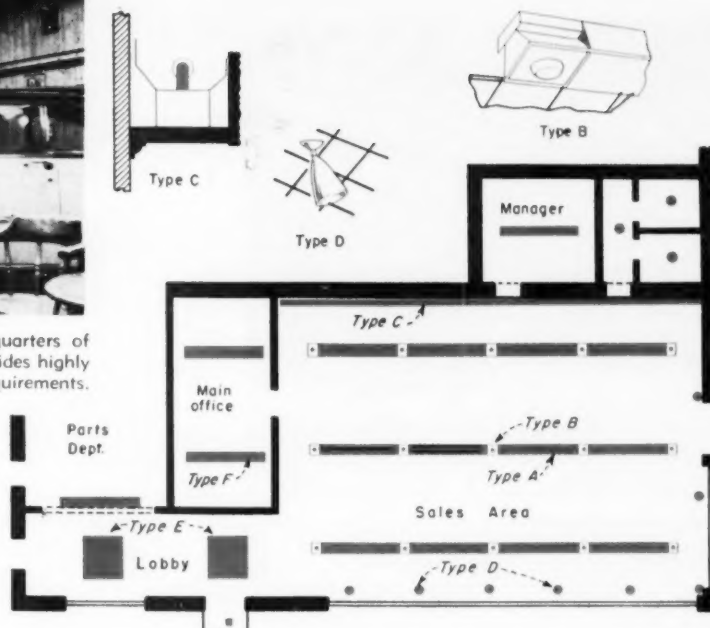 Type C
Type D
Type B
Manager
Type C
quarters of
ides highly
quirements.
Main
office
Parts
Dept.
Type B
Type F
Type A
Type E
Sales Area
Lobby
Type D